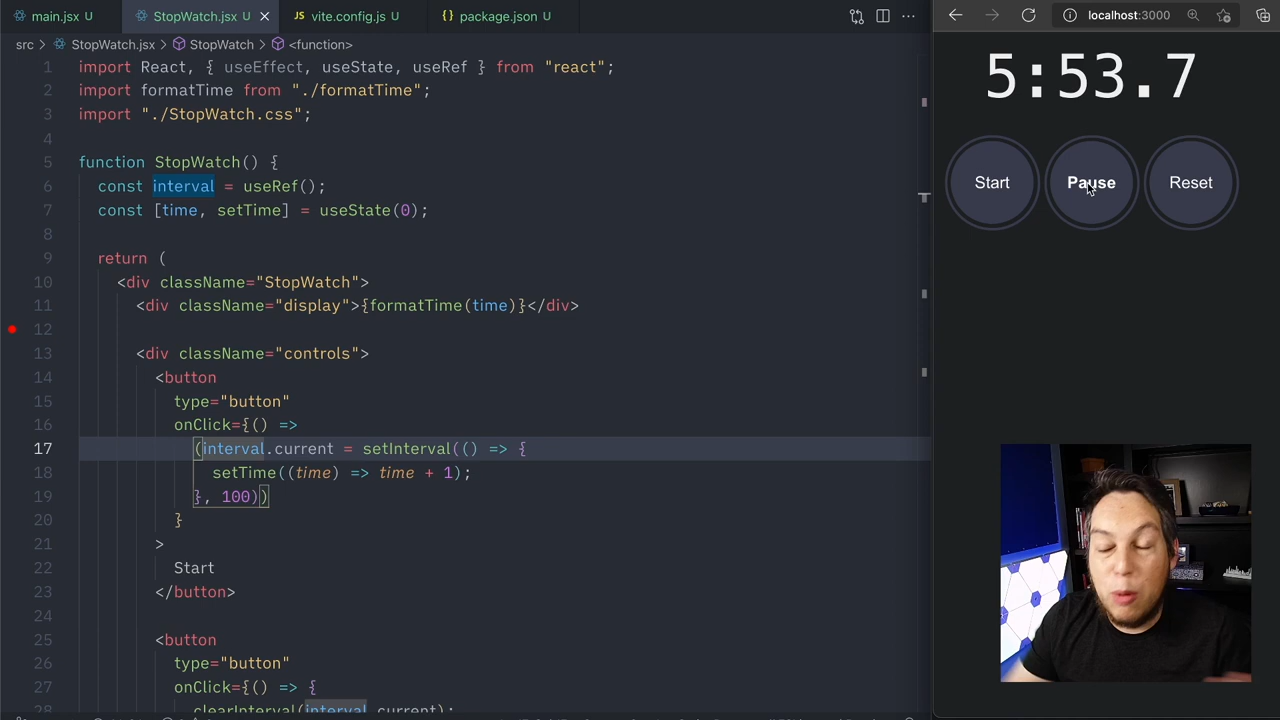 main.jsx U StopWatch.jsx U vite.config.js U package.json U
localhost:3000
src StopWatch.jsx StopWatch <function>
1 import React, { useEffect, useState, useRef } from "react";
2 import formatTime from "./formatTime";
3 import "./StopWatch.css";
4
5 function StopWatch() {
6 const interval = useRef();
7 const [time, setTime] = useState(0);
8
9 return (
10 <div className="StopWatch">
11 <div className="display">{formatTime(time)}</div>
12
13 <div className="controls">
14 <button
15 type="button"
16 onClick={() =>
17 (interval.current = setInterval(() => {
18 setTime((time) => time + 1);
19 }, 100))
20 }
21 >
22 Start
23 </button>
24
25 <button
26 type="button"
27 onClick={() => {
28 clearInterval(interval.current);
5:53.7
Start Pause Reset